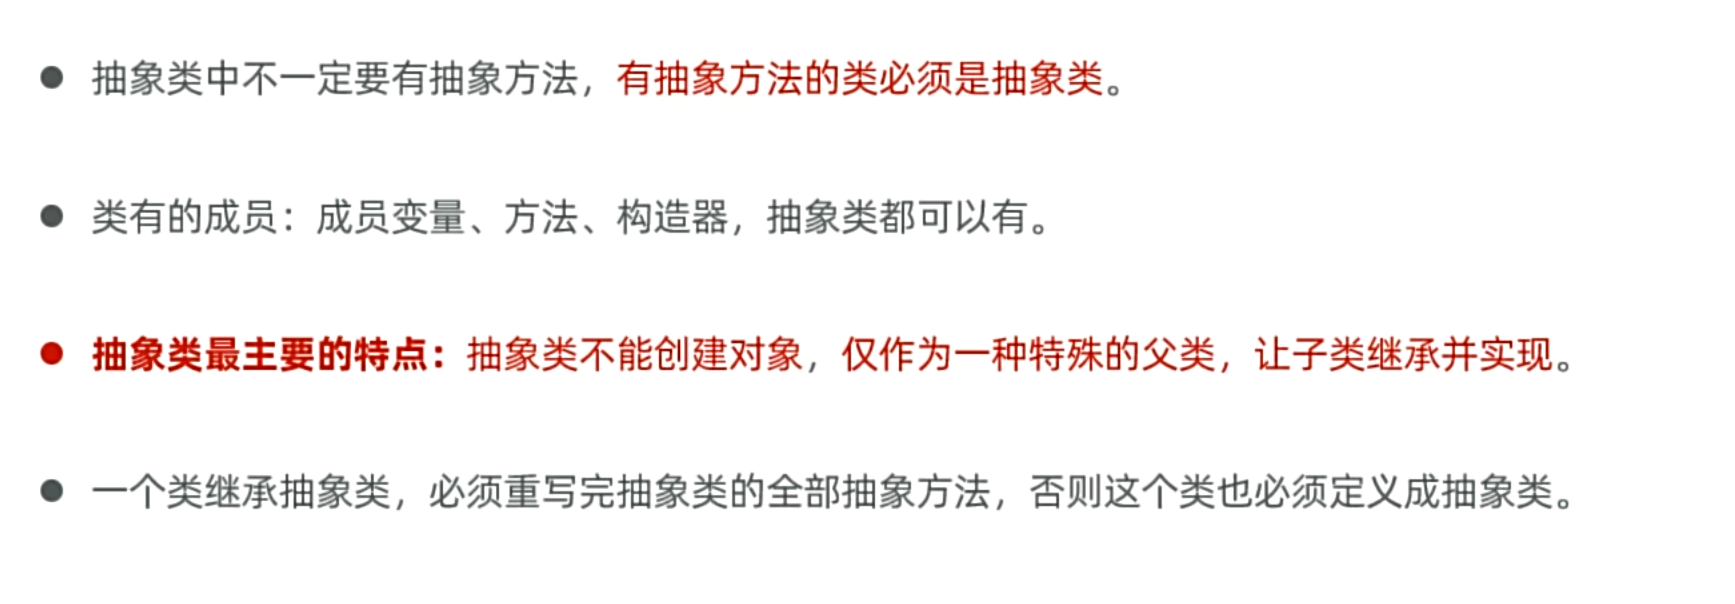 ● 抽象类中不一定要有抽象方法，有抽象方法的类必须是抽象类。
● 类有的成员：成员变量、方法、构造器，抽象类都可以有。
● 抽象类最主要的特点：抽象类不能创建对象，仅作为一种特殊的父类，让子类继承并实现。
● 一个类继承抽象类，必须重写完抽象类的全部抽象方法，否则这个类也必须定义成抽象类。